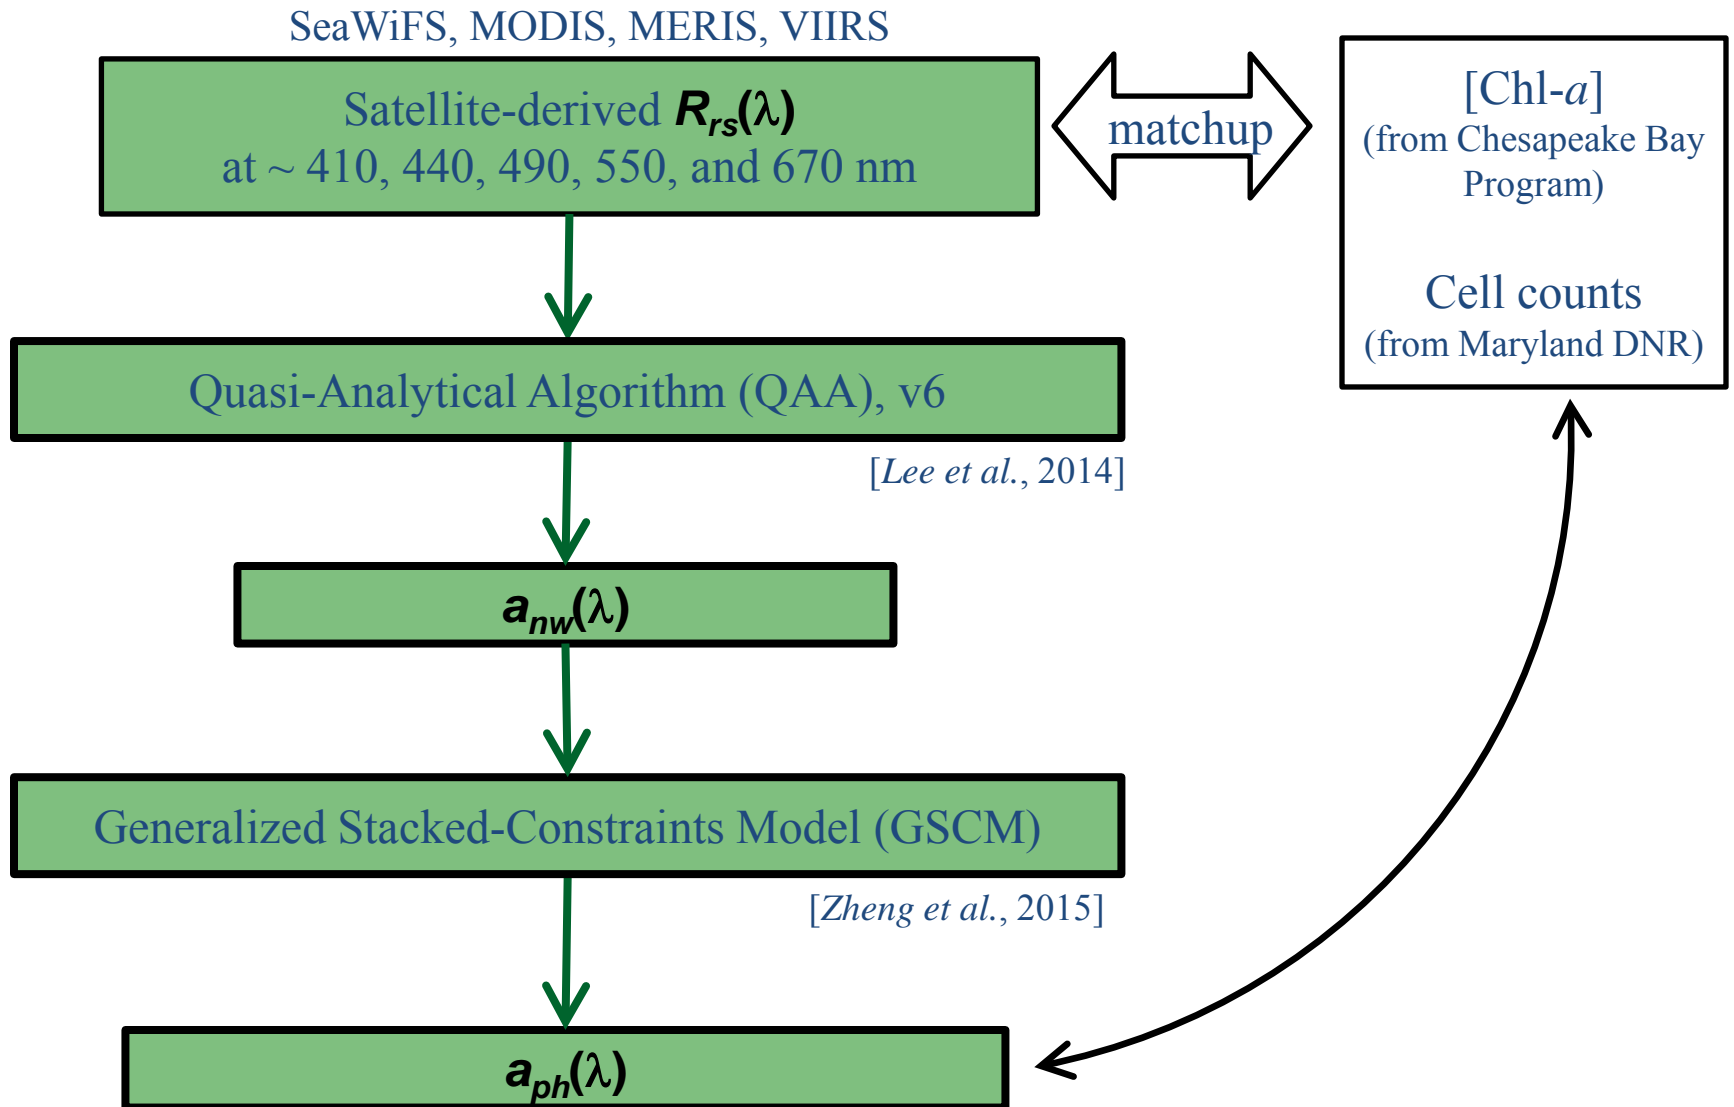 SeaWiFS, MODIS, MERIS, VIIRS
Satellite-derived Rrs(λ)
at ~ 410, 440, 490, 550, and 670 nm
matchup
[Chl-a]
(from Chesapeake Bay
Program)
Cell counts
(from Maryland DNR)
Quasi-Analytical Algorithm (QAA), v6
[Lee et al., 2014]
anw(λ)
Generalized Stacked-Constraints Model (GSCM)
[Zheng et al., 2015]
aph(λ)